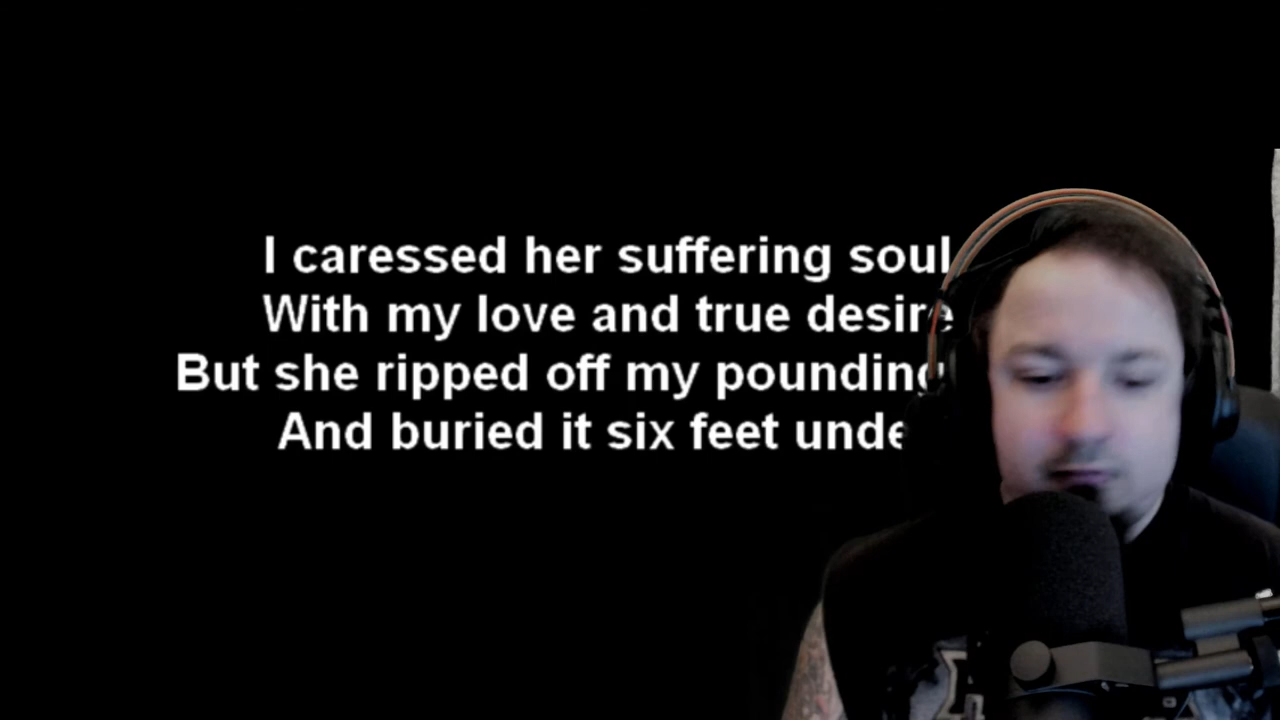 I caressed her suffering soul
With my love and true desire
But she ripped off my pounding
And buried it six feet